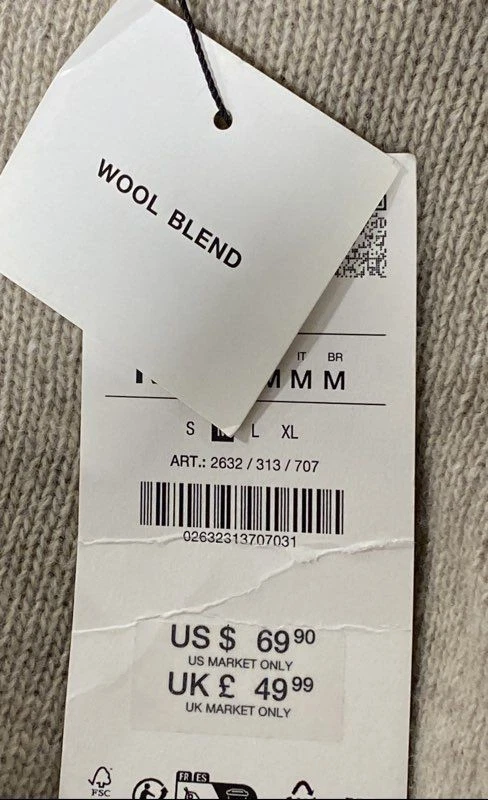 WOOL BLEND
IT BR
M M M
S M L XL
ART.: 2632 / 313 / 707
02632313707031
US $ 69 90
US MARKET ONLY
UK £ 49 99
UK MARKET ONLY
FR ES
FSC